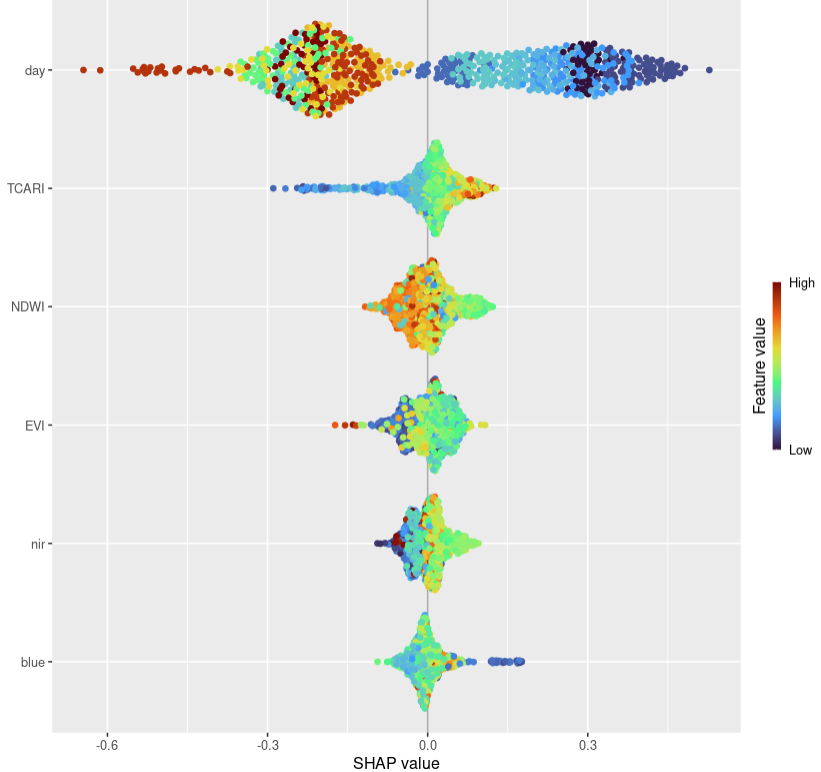 day
TCARI
NDWI
EVI
nir
blue
-0.6
-0.3
0.0
0.3
SHAP value
High
Feature value
Low